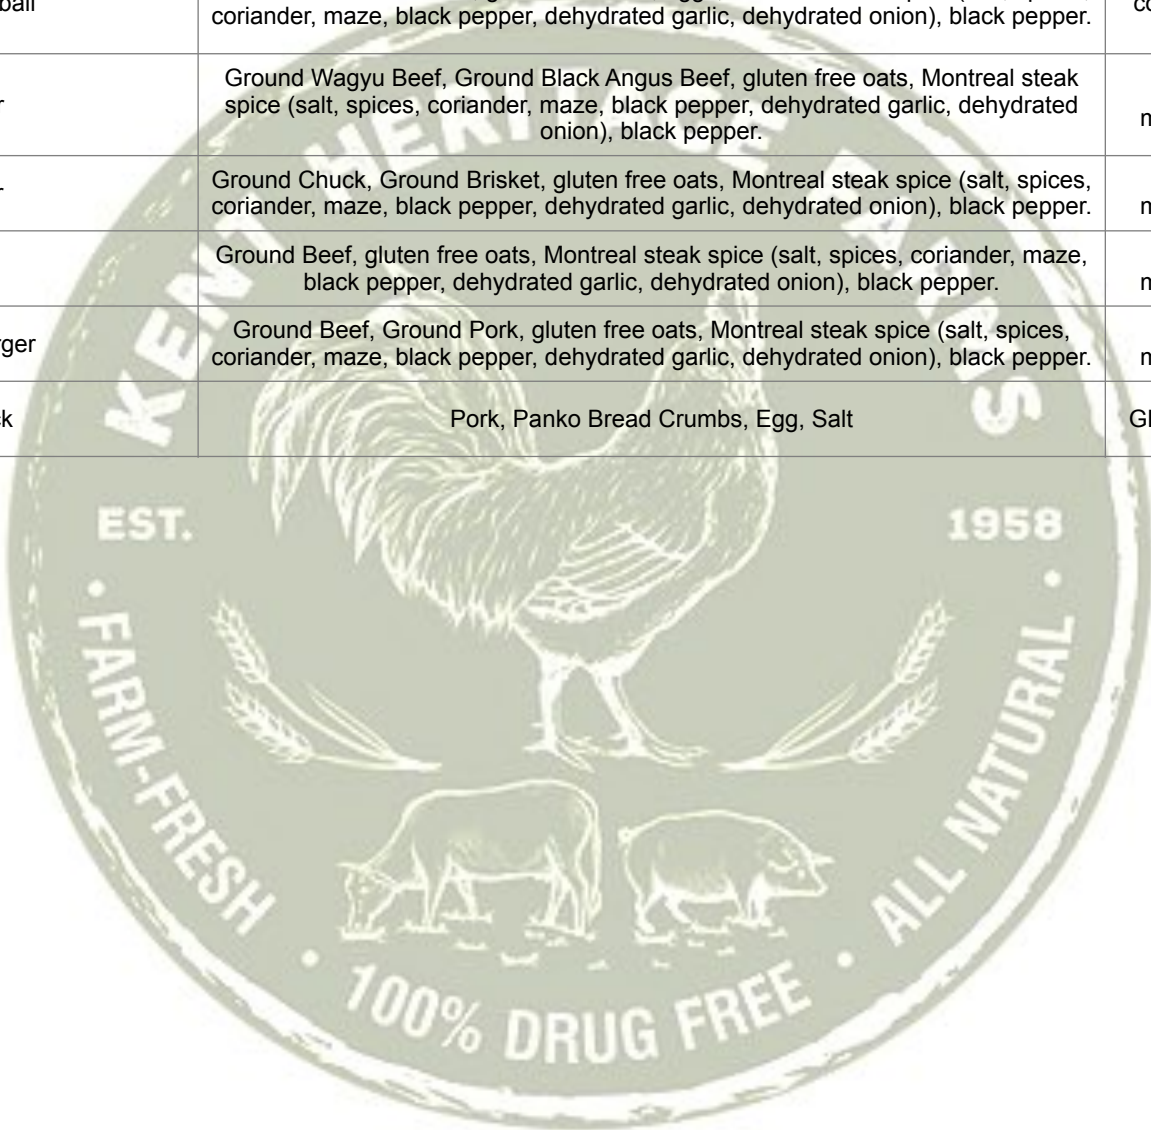 coriander, maze, black pepper, dehydrated garlic, dehydrated onion), black pepper.
Ground Wagyu Beef, Ground Black Angus Beef, gluten free oats, Montreal steak
spice (salt, spices, coriander, maze, black pepper, dehydrated garlic, dehydrated
onion), black pepper.
Ground Chuck, Ground Brisket, gluten free oats, Montreal steak spice (salt, spices,
coriander, maze, black pepper, dehydrated garlic, dehydrated onion), black pepper.
Ground Beef, gluten free oats, Montreal steak spice (salt, spices, coriander, maze,
black pepper, dehydrated garlic, dehydrated onion), black pepper.
Ground Beef, Ground Pork, gluten free oats, Montreal steak spice (salt, spices,
coriander, maze, black pepper, dehydrated garlic, dehydrated onion), black pepper.
Pork, Panko Bread Crumbs, Egg, Salt
KENT HERITAGE FARMS
EST. 1958
FARM-FRESH • 100% DRUG FREE • ALL NATURAL